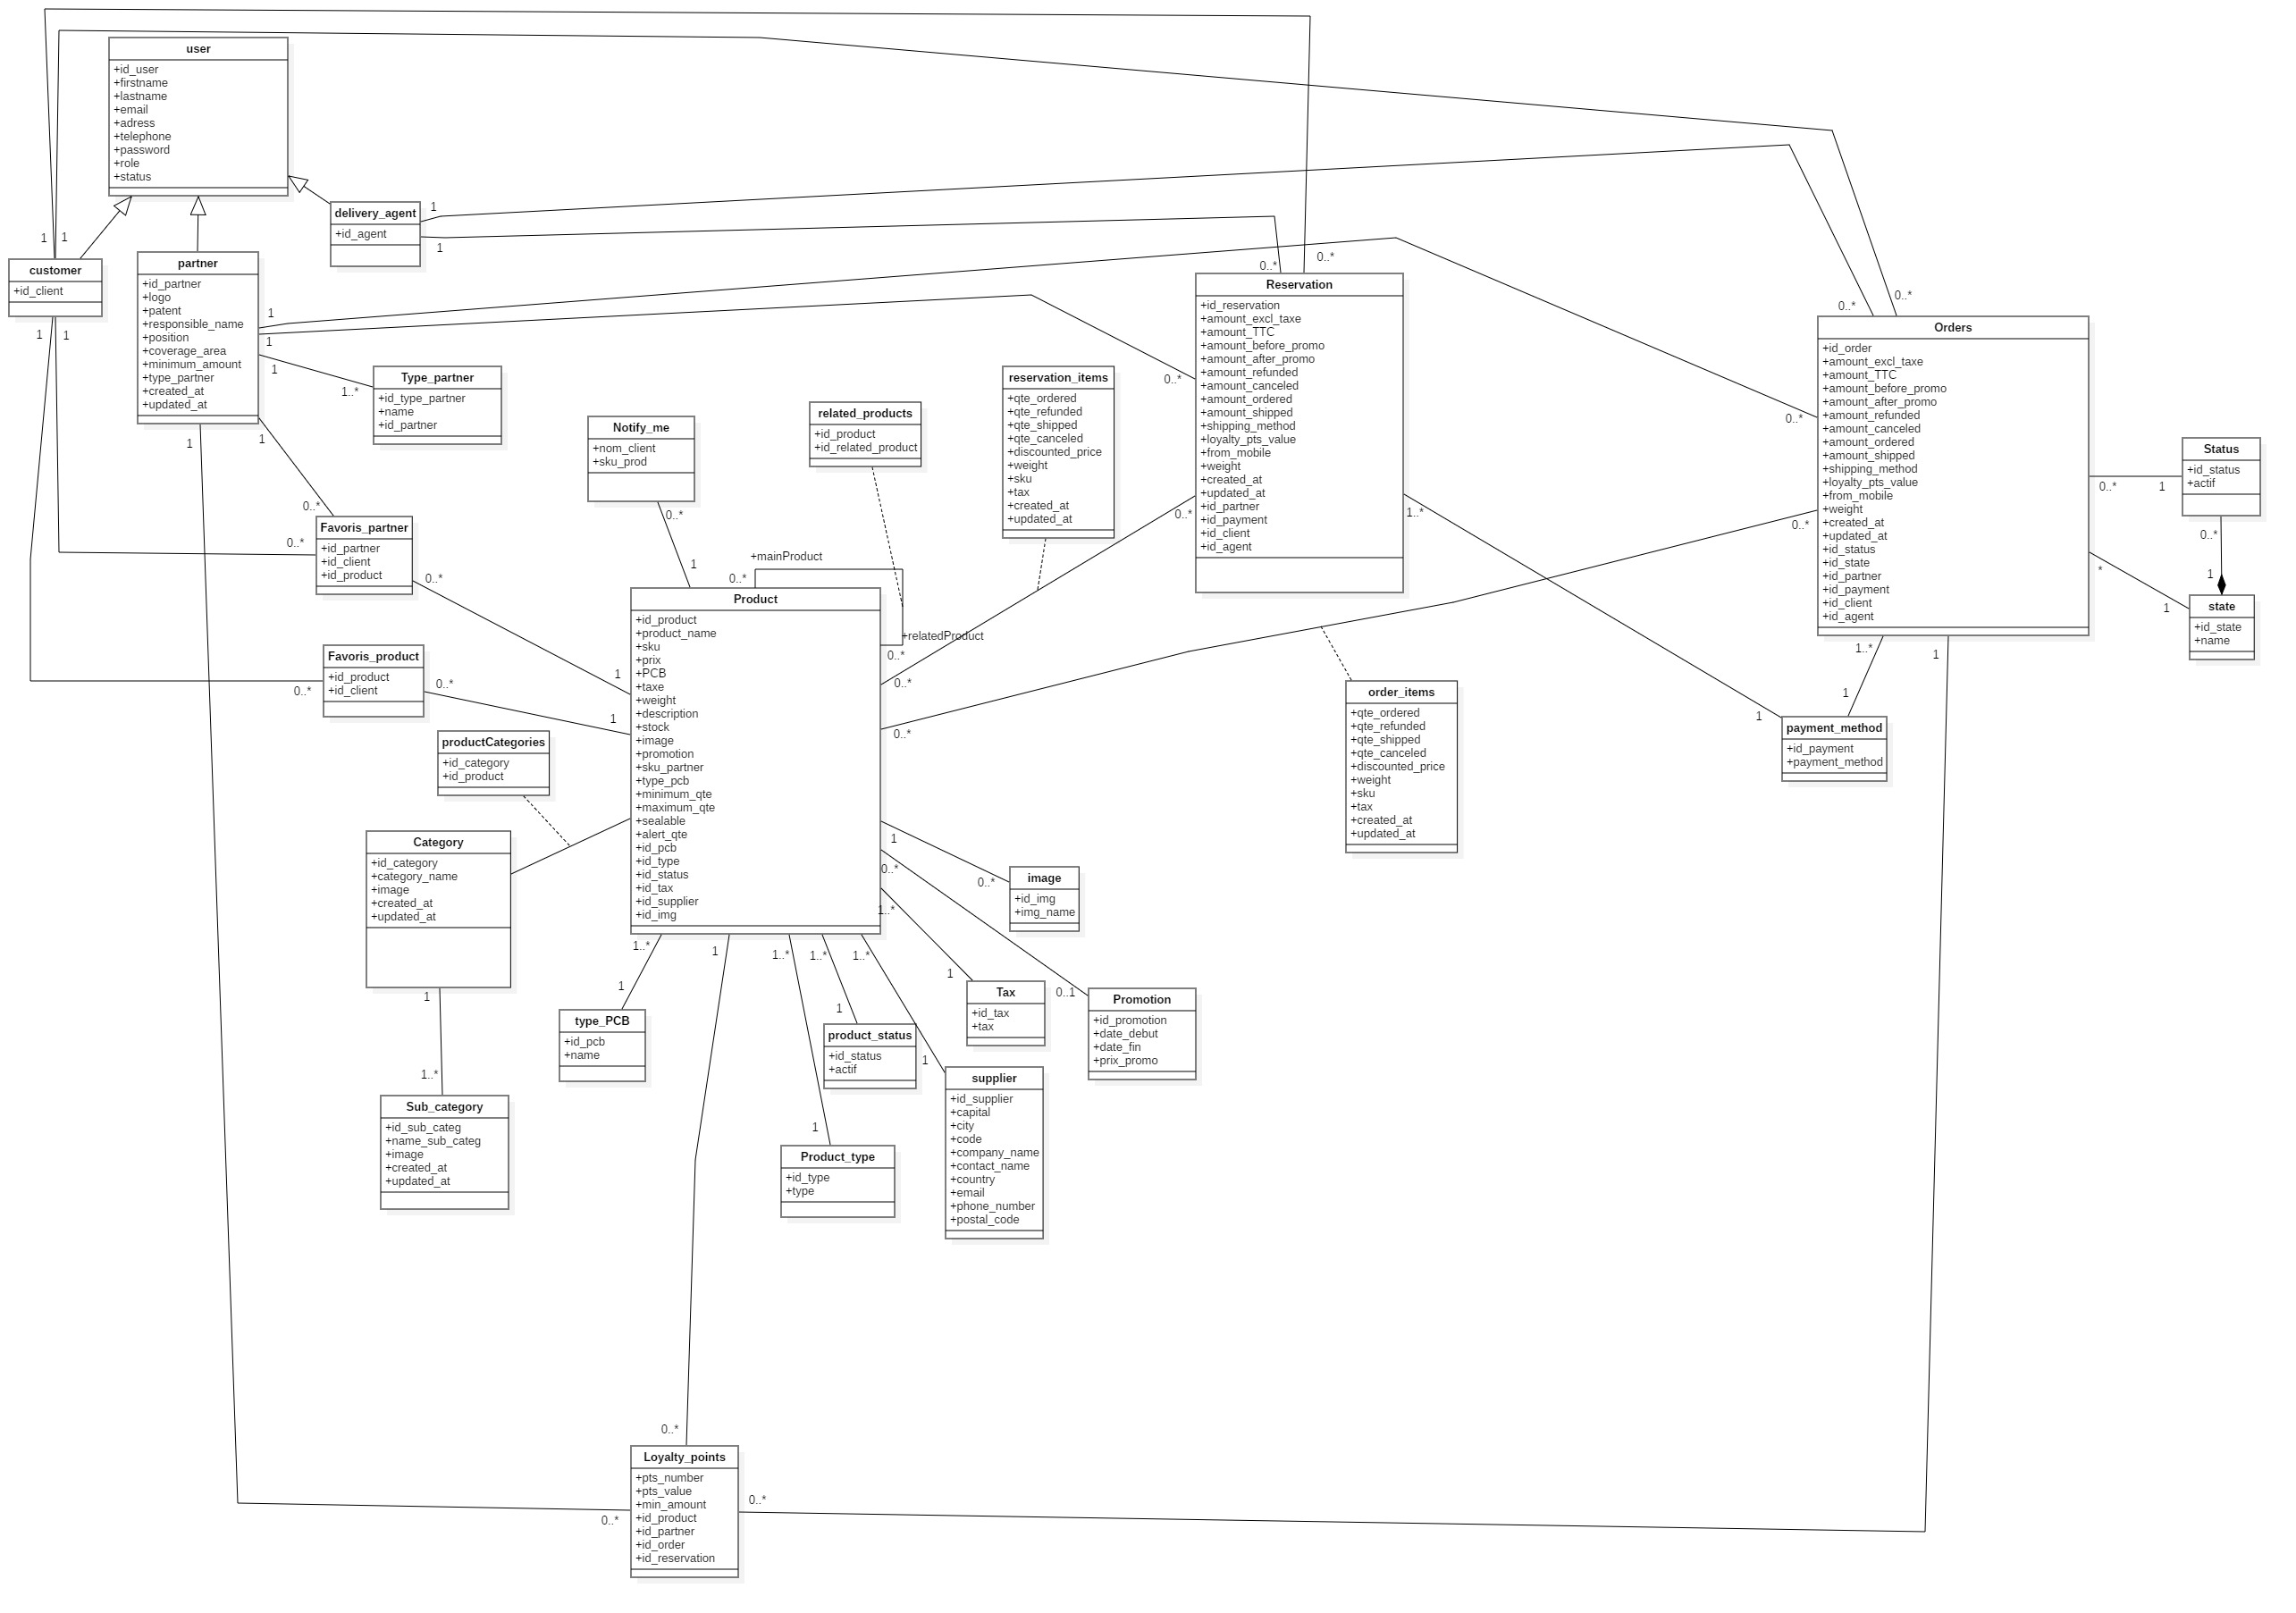 user
+id_user
+firstname
+lastname
+email
+adress
+telephone
+password
+role
+status
delivery_agent
+id_agent
1
1
customer
+id_client
1
1
1
1
partner
+id_partner
+logo
+patent
+responsible_name
+position
+coverage_area
+minimum_amount
+type_partner
+created_at
+updated_at
1
1
1
1
1
Type_partner
+id_type_partner
+name
+id_partner
1..*
Reservation
+id_reservation
+amount_excl_taxe
+amount_TTC
+amount_before_promo
+amount_after_promo
+amount_refunded
+amount_canceled
+amount_ordered
+amount_shipped
+shipping_method
+loyalty_pts_value
+from_mobile
+weight
+created_at
+updated_at
+id_partner
+id_payment
+id_client
+id_agent
0..*
0..*
0..*
0..*
1..*
Orders
+id_order
+amount_excl_taxe
+amount_TTC
+amount_before_promo
+amount_after_promo
+amount_refunded
+amount_canceled
+amount_ordered
+amount_shipped
+shipping_method
+loyalty_pts_value
+from_mobile
+weight
+created_at
+updated_at
+id_status
+id_state
+id_partner
+id_payment
+id_client
+id_agent
0..*
0..*
0..*
0..*
0..*
*
1..*
1
Status
+id_status
+actif
1
0..*
state
+id_state
+name
1
1
reservation_items
+qte_ordered
+qte_refunded
+qte_shipped
+qte_canceled
+discounted_price
+weight
+sku
+tax
+created_at
+updated_at
related_products
+id_product
+id_related_product
Notify_me
+nom_client
+sku_prod
0..*
1
Favoris_partner
+id_partner
+id_client
+id_product
0..*
0..*
0..*
Favoris_product
+id_product
+id_client
0..*
0..*
+mainProduct
0..*
+relatedProduct
0..*
Product
+id_product
+product_name
+sku
+prix
+PCB
+taxe
+weight
+description
+stock
+image
+promotion
+sku_partner
+type_pcb
+minimum_qte
+maximum_qte
+sealable
+alert_qte
+id_pcb
+id_type
+id_status
+id_tax
+id_supplier
+id_img
1
1
0..*
0..*
1
0..*
1..*
1..*
1
1..*
1..*
1..*
order_items
+qte_ordered
+qte_refunded
+qte_shipped
+qte_canceled
+discounted_price
+weight
+sku
+tax
+created_at
+updated_at
payment_method
+id_payment
+payment_method
1
1
productCategories
+id_category
+id_product
Category
+id_category
+category_name
+image
+created_at
+updated_at
1
1..*
Sub_category
+id_sub_categ
+name_sub_categ
+image
+created_at
+updated_at
image
+id_img
+img_name
0..*
type_PCB
+id_pcb
+name
1
product_status
+id_status
+actif
1
Tax
+id_tax
+tax
1
Promotion
+id_promotion
+date_debut
+date_fin
+prix_promo
0..1
supplier
+id_supplier
+capital
+city
+code
+company_name
+contact_name
+country
+email
+phone_number
+postal_code
1
Product_type
+id_type
+type
1
Loyalty_points
+pts_number
+pts_value
+min_amount
+id_product
+id_partner
+id_order
+id_reservation
0..*
0..*
0..*